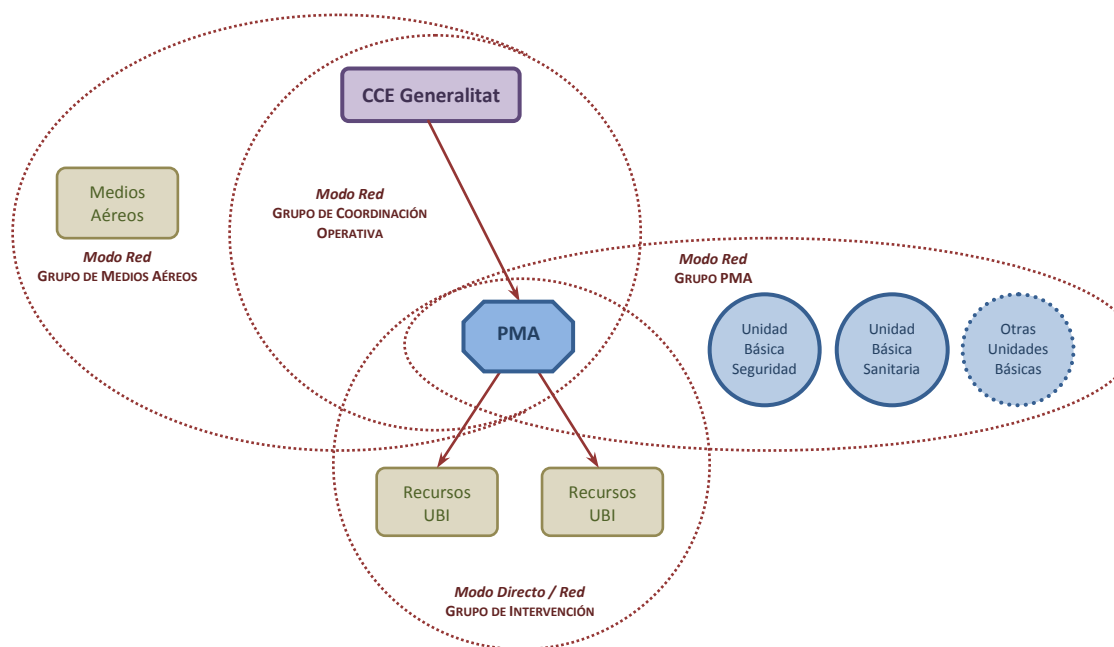 CCE Generalitat
Medios
Aéreos
Modo Red
GRUPO DE MEDIOS AÉREOS
Modo Red
GRUPO DE COORDINACIÓN
OPERATIVA
Modo Red
GRUPO PMA
PMA
Unidad
Básica
Seguridad
Unidad
Básica
Sanitaria
Otras
Unidades
Básicas
Recursos
UBI
Recursos
UBI
Modo Directo / Red
GRUPO DE INTERVENCIÓN